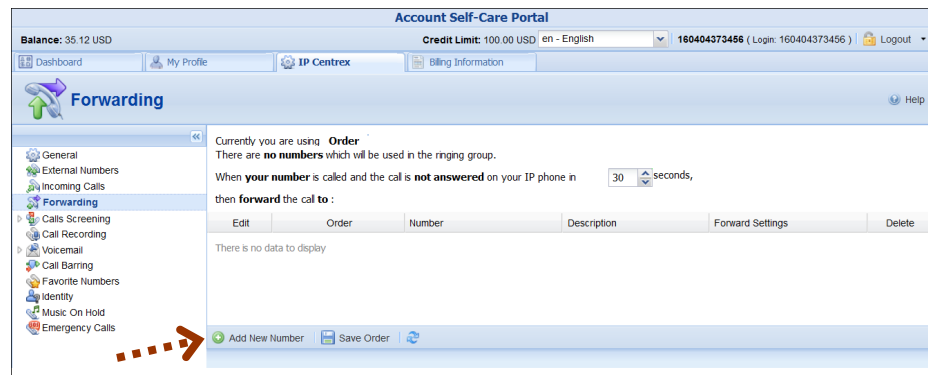 Account Self-Care Portal
Balance: 35.12 USD Credit Limit: 100.00 USD en - English 160404373456 ( Login: 160404373456 ) Logout
Dashboard My Profile IP Centrex Billing Information
Forwarding Help
Currently you are using Order
There are no numbers which will be used in the ringing group.
When your number is called and the call is not answered on your IP phone in 30 seconds,
then forward the call to :
General
External Numbers
Incoming Calls
Forwarding
Calls Screening
Call Recording
Voicemail
Call Barring
Favorite Numbers
Identity
Music On Hold
Emergency Calls
Edit Order Number Description Forward Settings Delete
There is no data to display
Add New Number Save Order